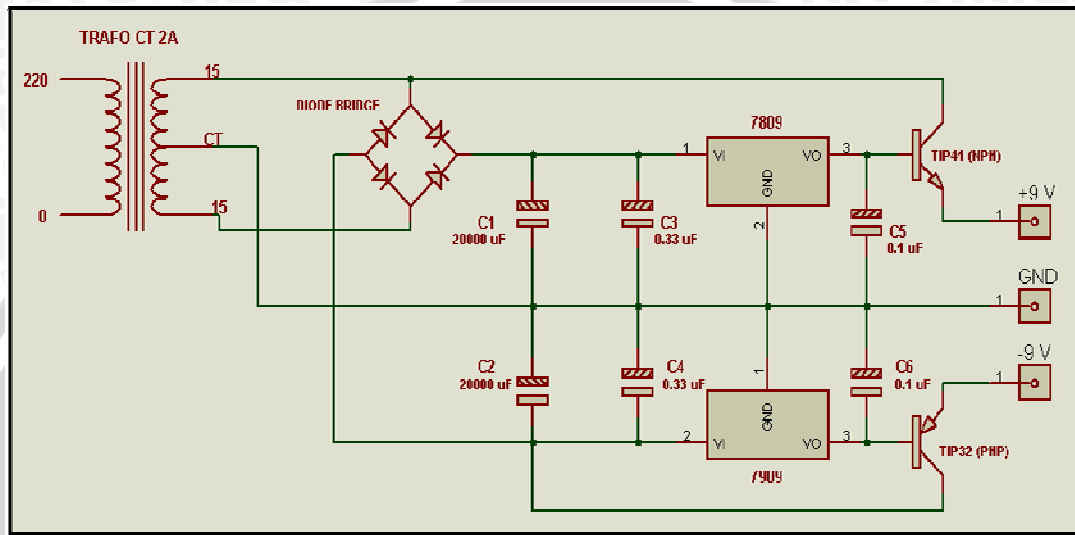 TRAFO CT 2A
220
15
DIODE BRIDGE
CT
0
15
7809
1
VI
VO
3
GND
2
TIP41 (NPN)
+9 V
1
C1
20000 uF
C3
0.33 uF
C5
0.1 uF
GND
1
-9 V
1
C2
20000 uF
C4
0.33 uF
C6
0.1 uF
1
GND
2
VI
VO
3
TIP32 (PNP)
7909